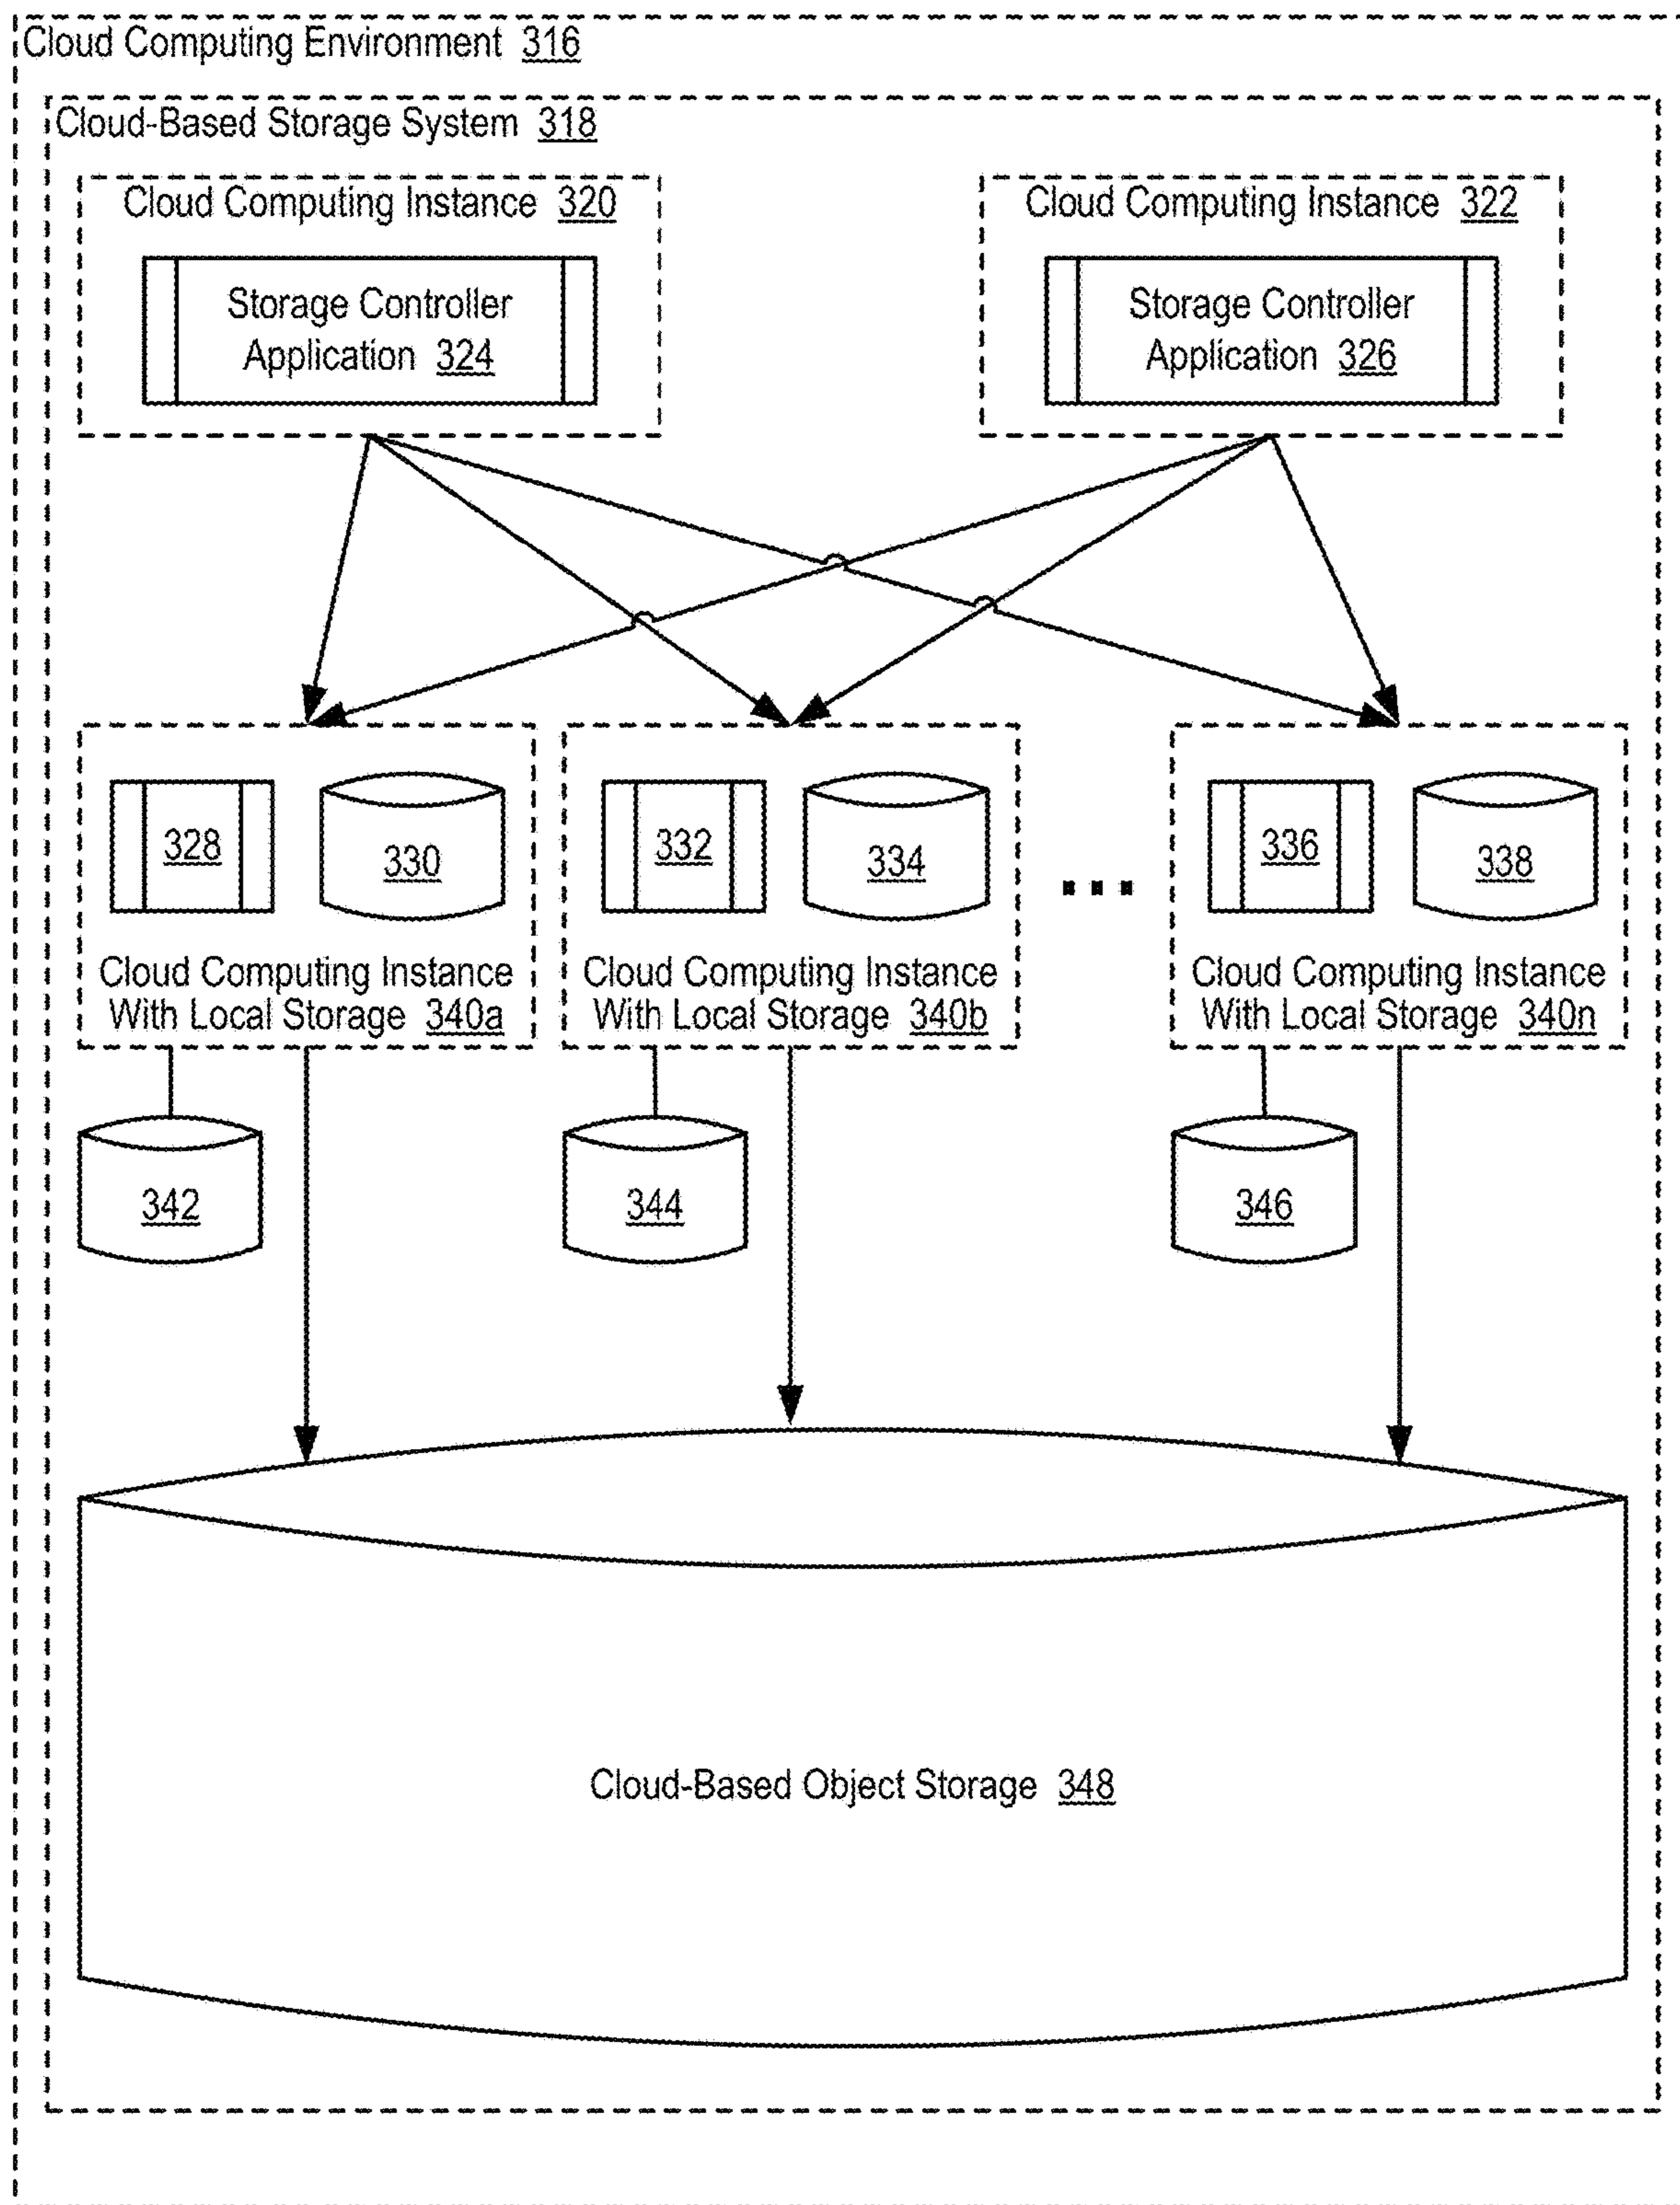 Cloud Computing Environment 316
Cloud-Based Storage System 318
Cloud Computing Instance 320
Storage Controller
Application 324
Cloud Computing Instance 322
Storage Controller
Application 326
328
330
Cloud Computing Instance
With Local Storage 340a
332
334
Cloud Computing Instance
With Local Storage 340b
...
336
338
Cloud Computing Instance
With Local Storage 340n
342
344
346
Cloud-Based Object Storage 348